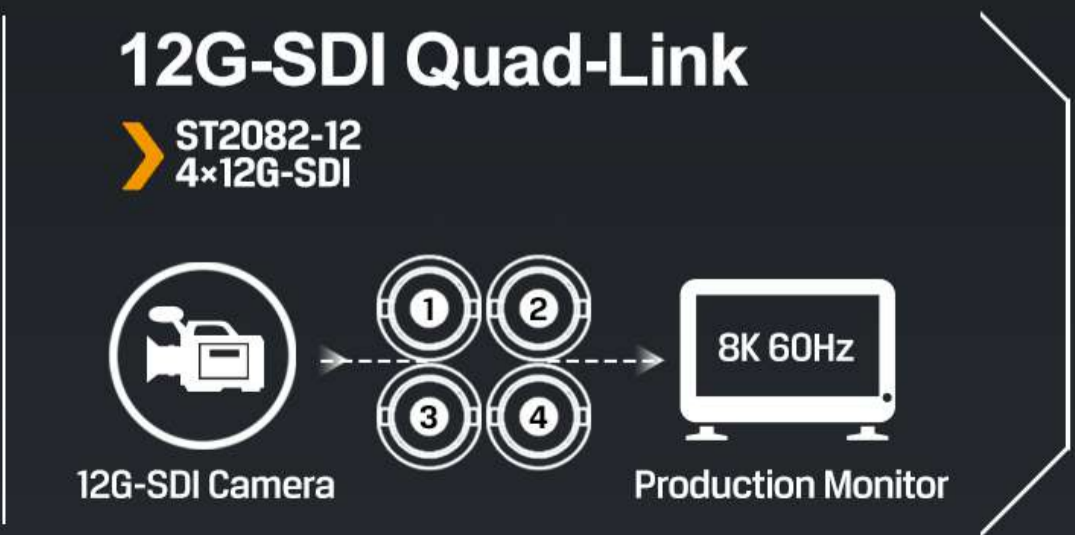 12G-SDI Quad-Link
ST2082-12
4×12G-SDI
1
2
3
4
8K 60Hz
12G-SDI Camera
Production Monitor